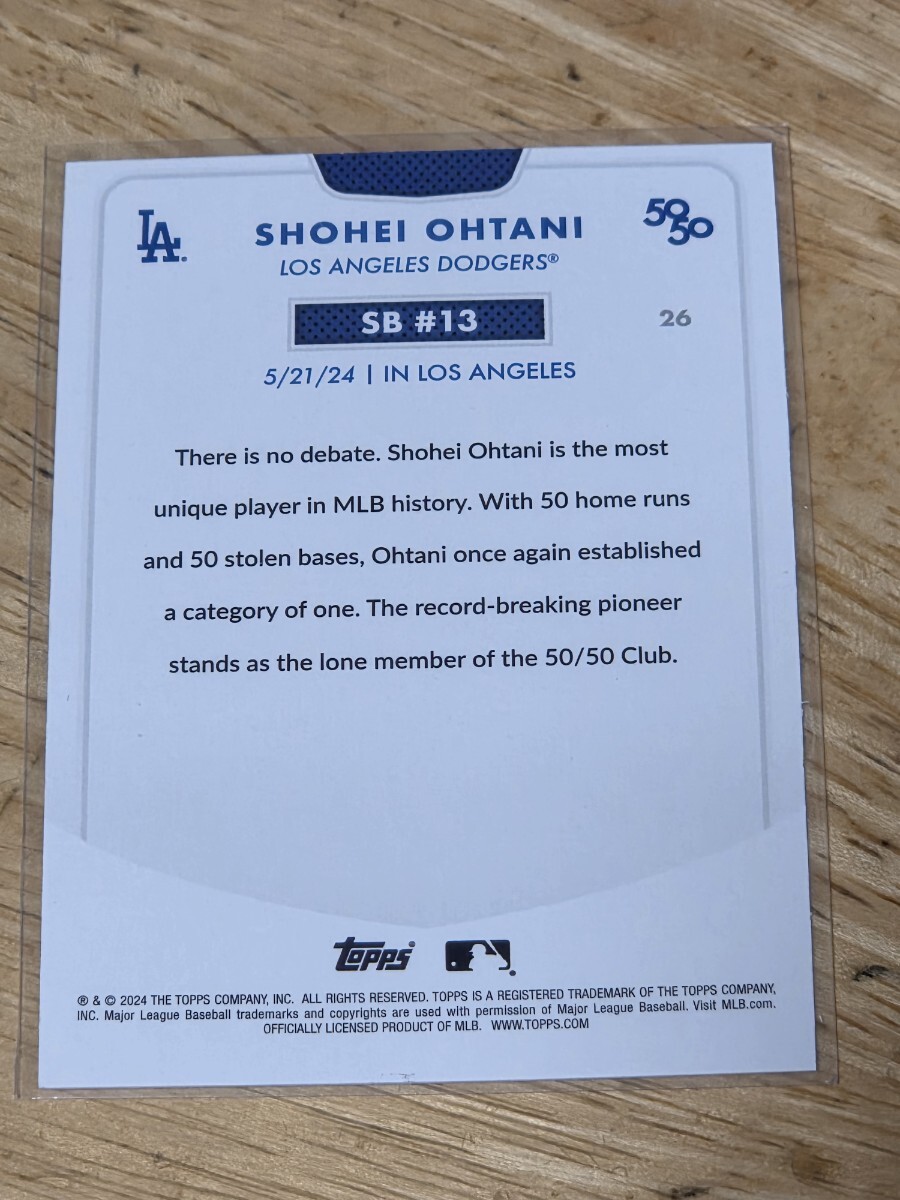 LA
SHOHEI OHTANI
50/50
LOS ANGELES DODGERS®
SB #13
26
5/21/24 | IN LOS ANGELES
There is no debate. Shohei Ohtani is the most
unique player in MLB history. With 50 home runs
and 50 stolen bases, Ohtani once again established
a category of one. The record-breaking pioneer
stands as the lone member of the 50/50 Club.
Topps®
® & © 2024 THE TOPPS COMPANY, INC. ALL RIGHTS RESERVED. TOPPS IS A REGISTERED TRADEMARK OF THE TOPPS COMPANY,
INC. Major League Baseball trademarks and copyrights are used with permission of Major League Baseball. Visit MLB.com.
OFFICIALLY LICENSED PRODUCT OF MLB. WWW.TOPPS.COM